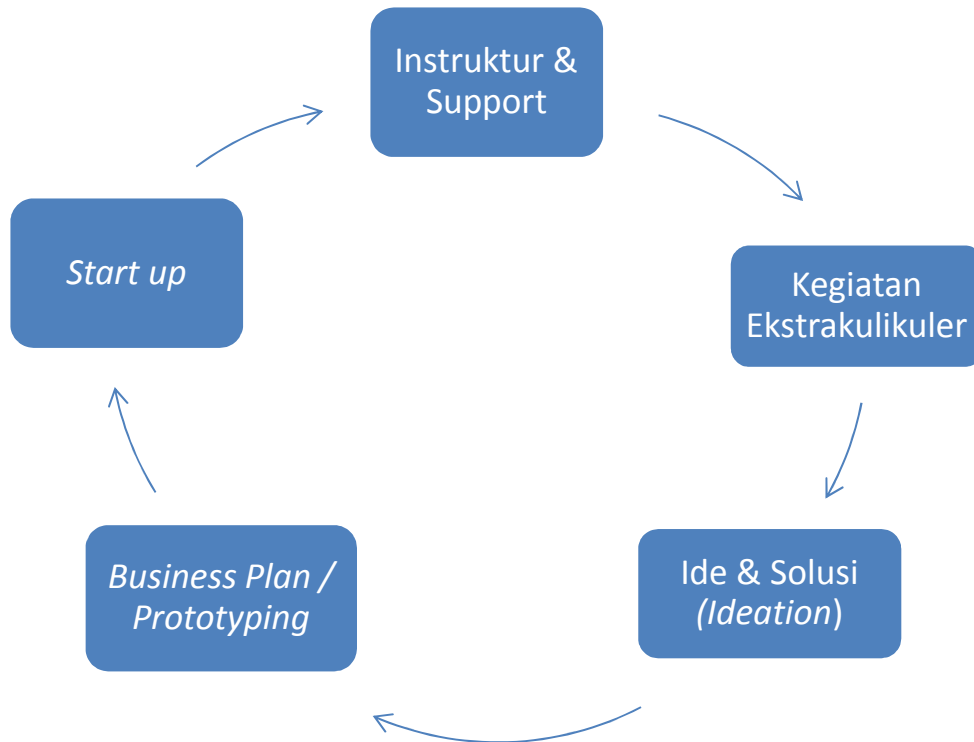 Instruktur &
Support
Kegiatan
Ekstrakulikuler
Ide & Solusi
(Ideation)
Business Plan /
Prototyping
Start up